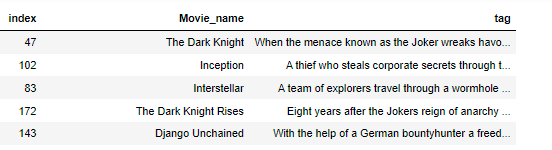 index Movie_name tag
47 The Dark Knight When the menace known as the Joker wreaks havo...
102 Inception A thief who steals corporate secrets through t...
83 Interstellar A team of explorers travel through a wormhole ...
172 The Dark Knight Rises Eight years after the Jokers reign of anarchy ...
143 Django Unchained With the help of a German bountyhunter a freed...